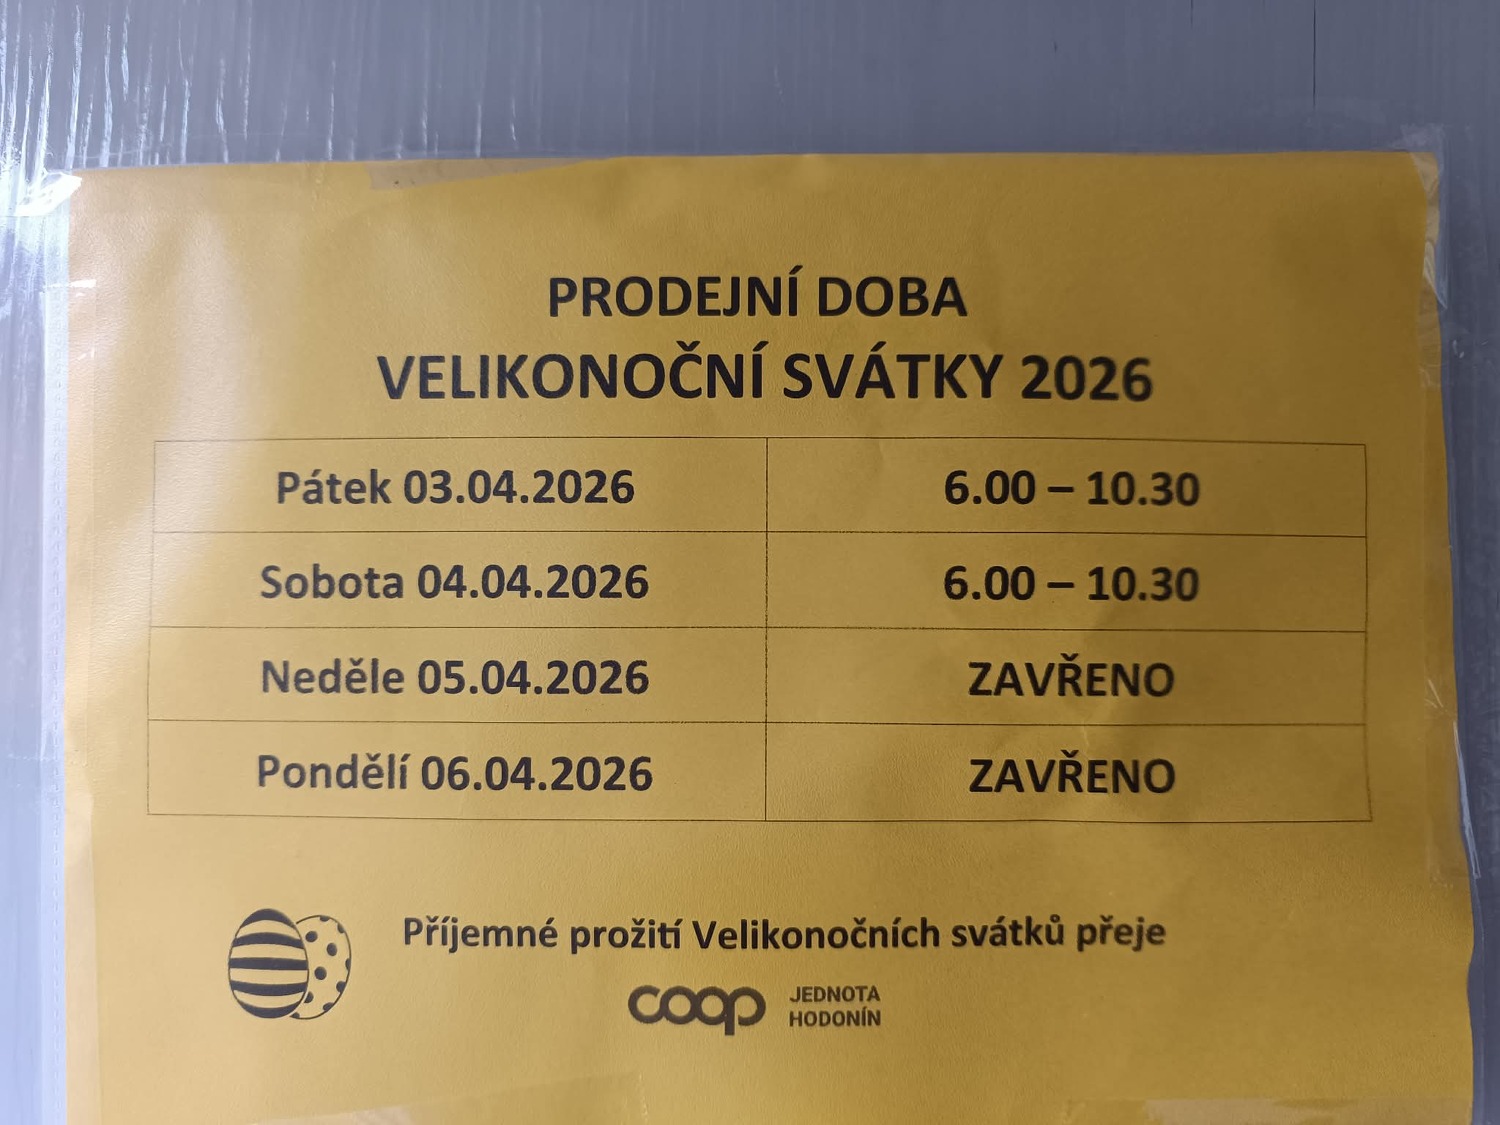 PRODEJNÍ DOBA
VELIKONOČNÍ SVÁTKY 2026
Pátek 03.04.2026 6.00 – 10.30
Sobota 04.04.2026 6.00 – 10.30
Neděle 05.04.2026 ZAVŘENO
Pondělí 06.04.2026 ZAVŘENO
Příjemné prožití Velikonočních svátků přeje
coop JEDNOTA
HODONÍN